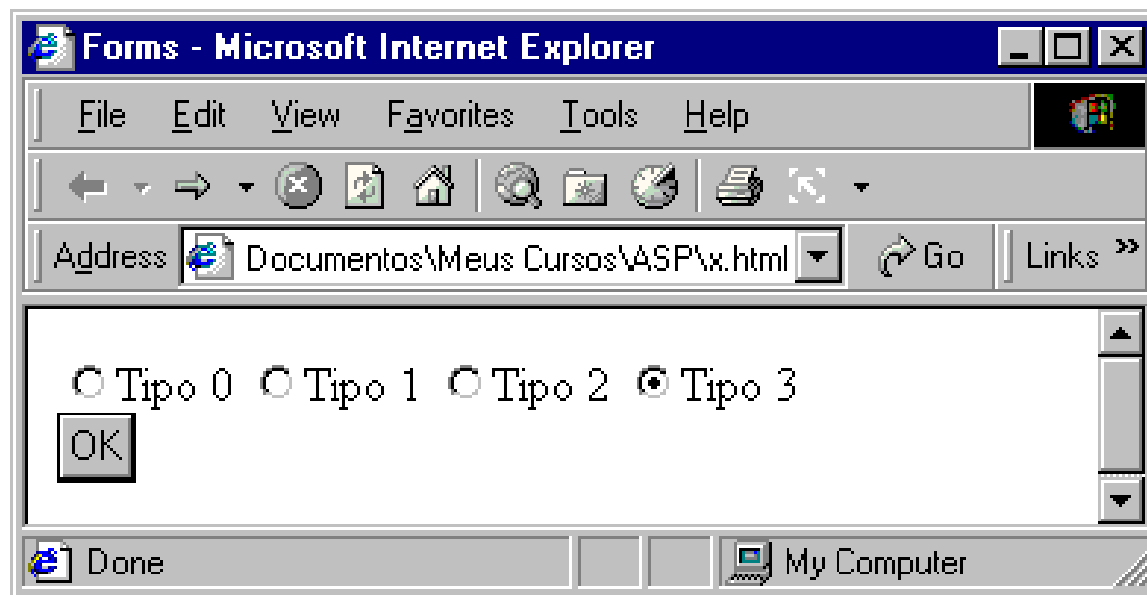 Forms - Microsoft Internet Explorer
File Edit View Favorites Tools Help
Address Documentos\Meus Cursos\ASP\x.html Go Links »
Tipo 0 Tipo 1 Tipo 2 Tipo 3
OK
Done My Computer